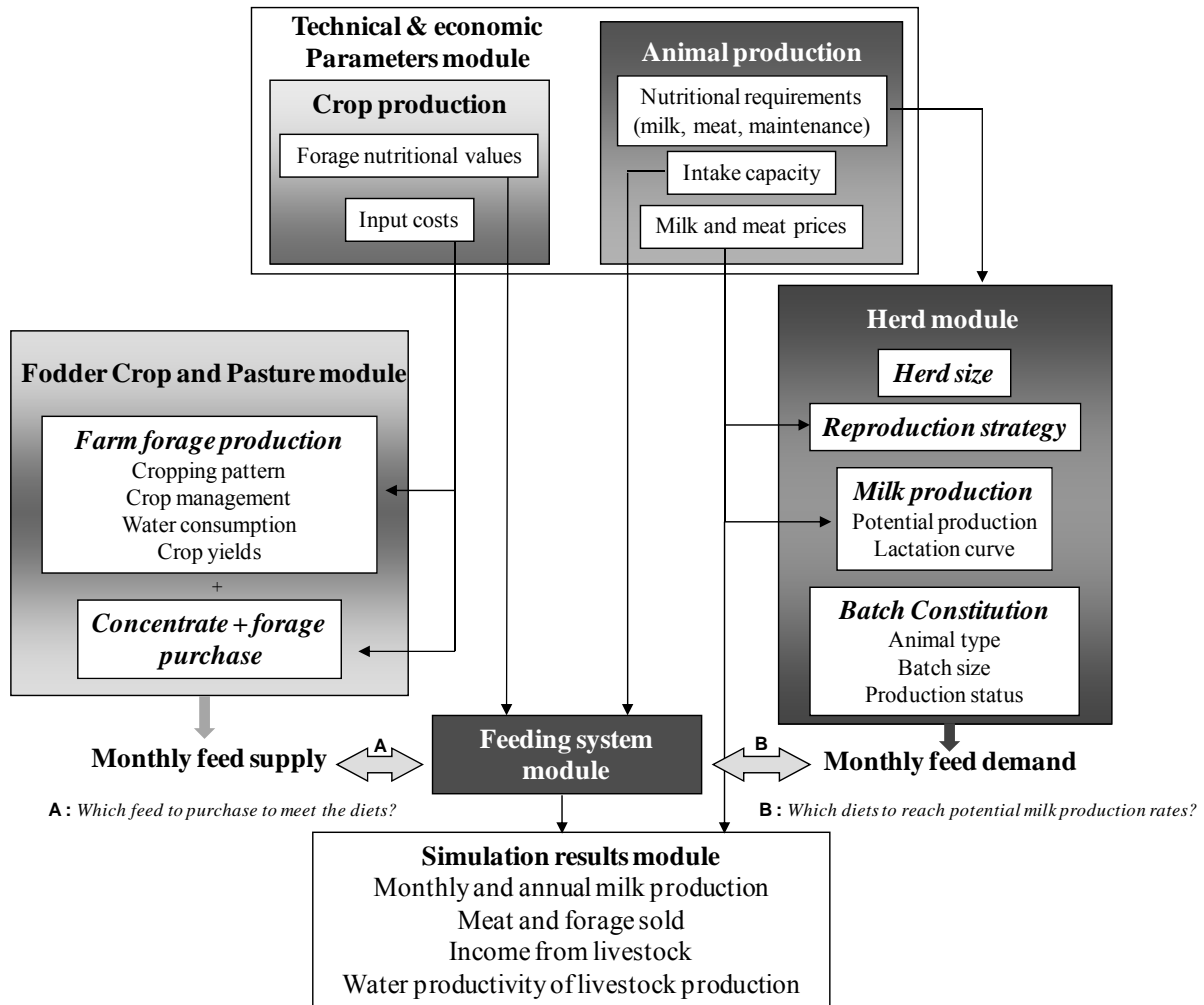 Technical & economic
Parameters module
Crop production
Forage nutritional values
Input costs
Animal production
Nutritional requirements
(milk, meat, maintenance)
Intake capacity
Milk and meat prices
Fodder Crop and Pasture module
Farm forage production
Cropping pattern
Crop management
Water consumption
Crop yields
+
Concentrate + forage
purchase
Herd module
Herd size
Reproduction strategy
Milk production
Potential production
Lactation curve
Batch Constitution
Animal type
Batch size
Production status
Monthly feed supply
A
Feeding system
module
B
Monthly feed demand
A : Which feed to purchase to meet the diets?
B : Which diets to reach potential milk production rates?
Simulation results module
Monthly and annual milk production
Meat and forage sold
Income from livestock
Water productivity of livestock production